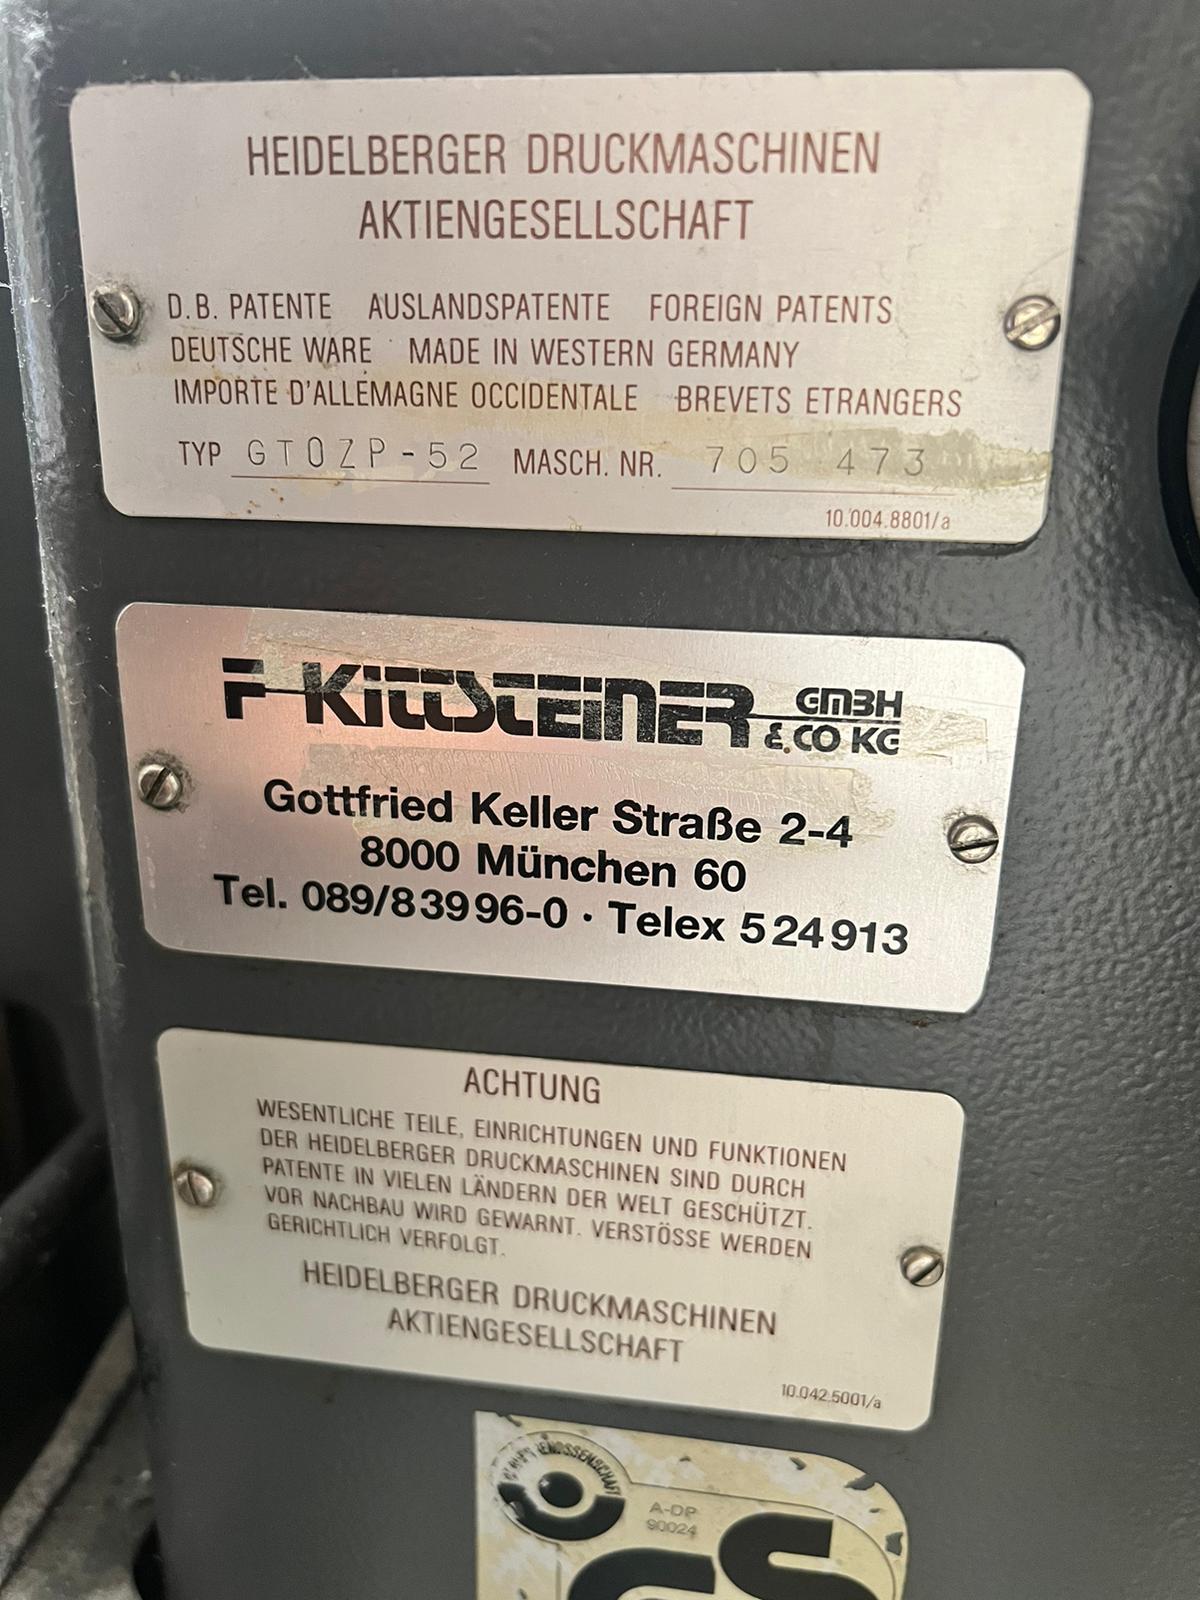 HEIDELBERGER DRUCKMASCHINEN
AKTIENGESELLSCHAFT
D.B. PATENTE AUSLANDSPATENTE FOREIGN PATENTS
DEUTSCHE WARE MADE IN WESTERN GERMANY
IMPORTE D'ALLEMAGNE OCCIDENTALE BREVETS ETRANGERS
TYP GTOZP-52 MASCH. NR. 705 473
10.004.8801/a
F KITTSTEINER GMBH
& CO KG
Gottfried Keller Straße 2-4
8000 München 60
Tel. 089/83996-0 · Telex 524913
ACHTUNG
WESENTLICHE TEILE, EINRICHTUNGEN UND FUNKTIONEN
DER HEIDELBERGER DRUCKMASCHINEN SIND DURCH
PATENTE IN VIELEN LÄNDERN DER WELT GESCHÜTZT.
VOR NACHBAU WIRD GEWARNT. VERSTÖSSE WERDEN
GERICHTLICH VERFOLGT.
HEIDELBERGER DRUCKMASCHINEN
AKTIENGESELLSCHAFT
10.042.5001/a
A-DP
90024
GS